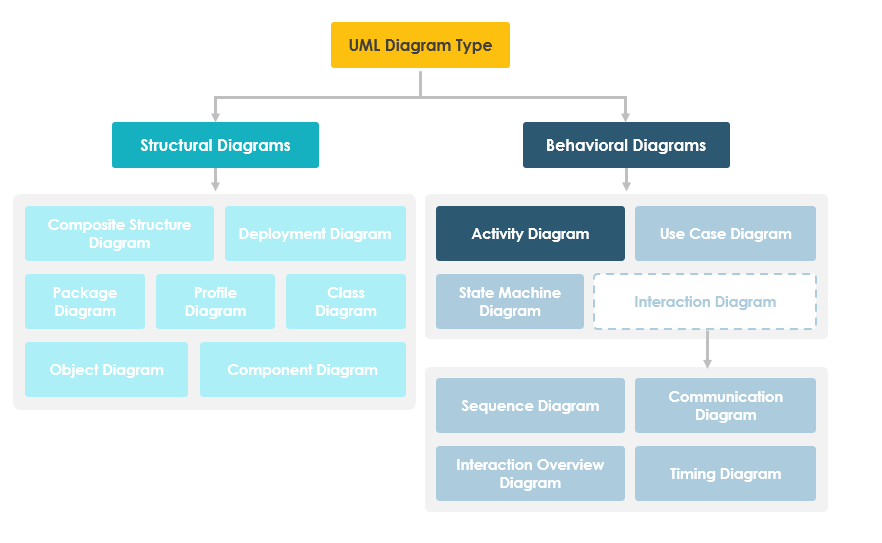 UML Diagram Type
Structural Diagrams
Behavioral Diagrams
Composite Structure
Diagram
Deployment Diagram
Package
Diagram
Profile
Diagram
Class
Diagram
Object Diagram
Component Diagram
Activity Diagram
Use Case Diagram
State Machine
Diagram
Interaction Diagram
Sequence Diagram
Communication
Diagram
Interaction Overview
Diagram
Timing Diagram